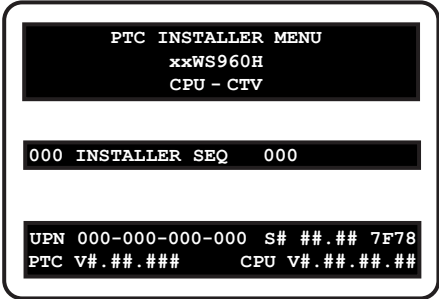 PTC INSTALLER MENU
xxWS960H
CPU - CTV
000 INSTALLER SEQ 000
UPN 000-000-000-000 S# ##.## 7F78
PTC V#.##.### CPU V#.##.##.##